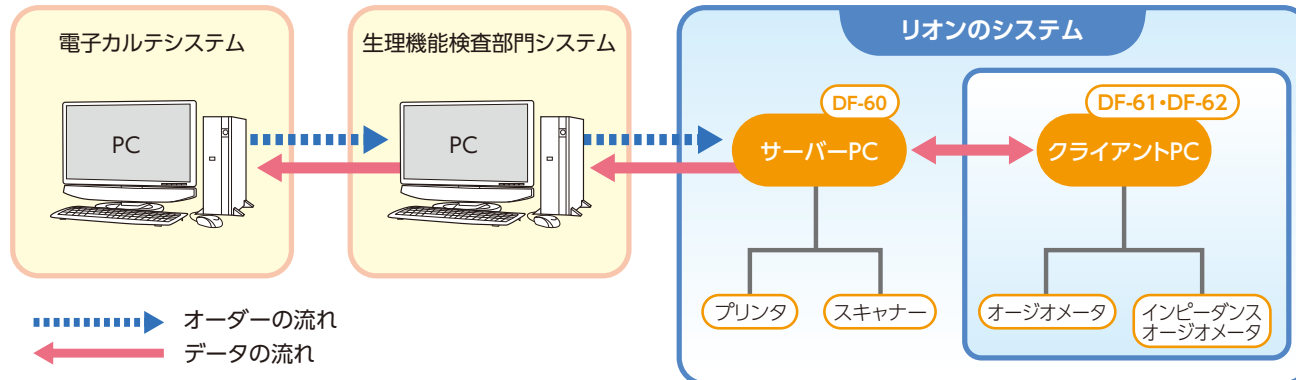 電子カルテシステム
生理機能検査部門システム
リオンのシステム
PC
PC
DF-60
サーバーPC
DF-61・DF-62
クライアントPC
プリンタ
スキャナー
オージオメータ
インピーダンス
オージオメータ
オーダーの流れ
データの流れ